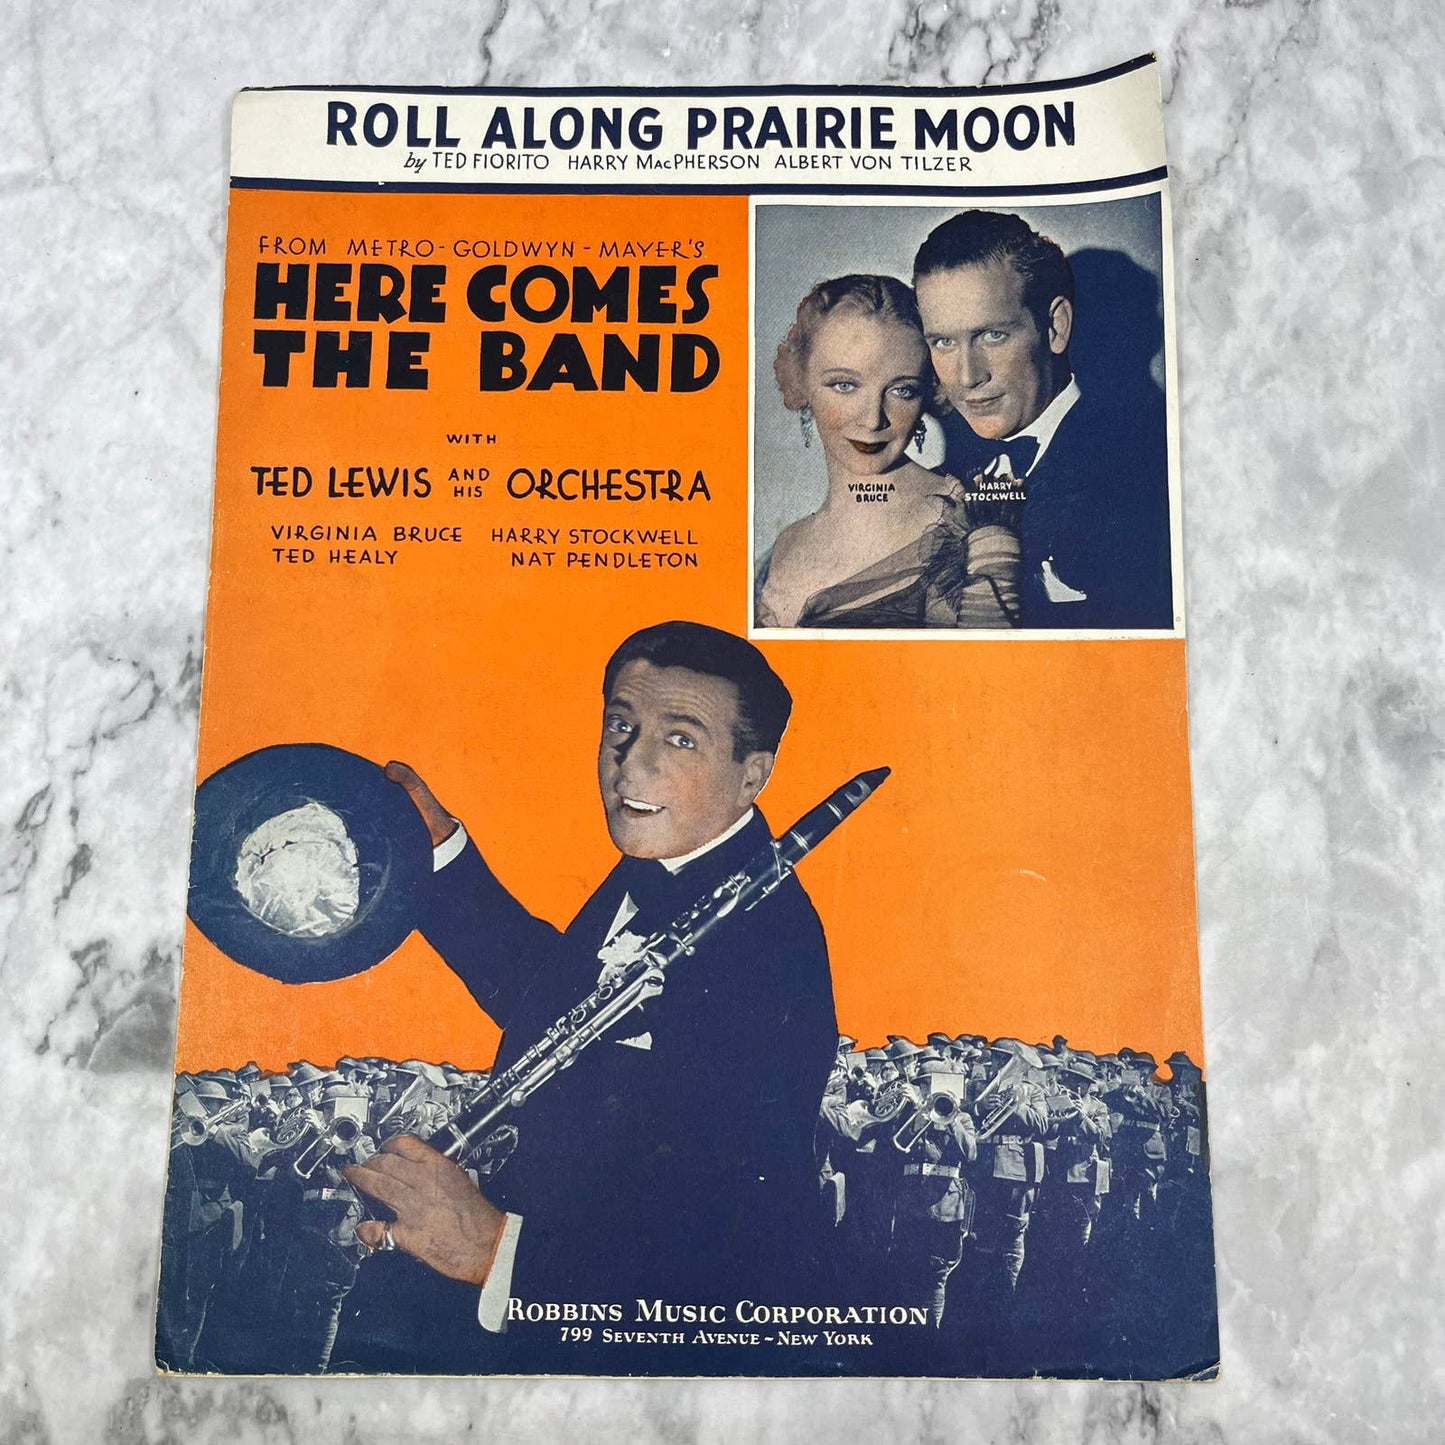 ROLL ALONG PRAIRIE MOON
by TED FIORITO HARRY MacPHERSON ALBERT VON TILZER
FROM METRO-GOLDWYN-MAYER'S
HERE COMES
THE BAND
WITH
TED LEWIS AND HIS ORCHESTRA
VIRGINIA BRUCE HARRY STOCKWELL
TED HEALY NAT PENDLETON
VIRGINIA
BRUCE
HARRY
STOCKWELL
ROBBINS MUSIC CORPORATION
799 SEVENTH AVENUE ~ NEW YORK